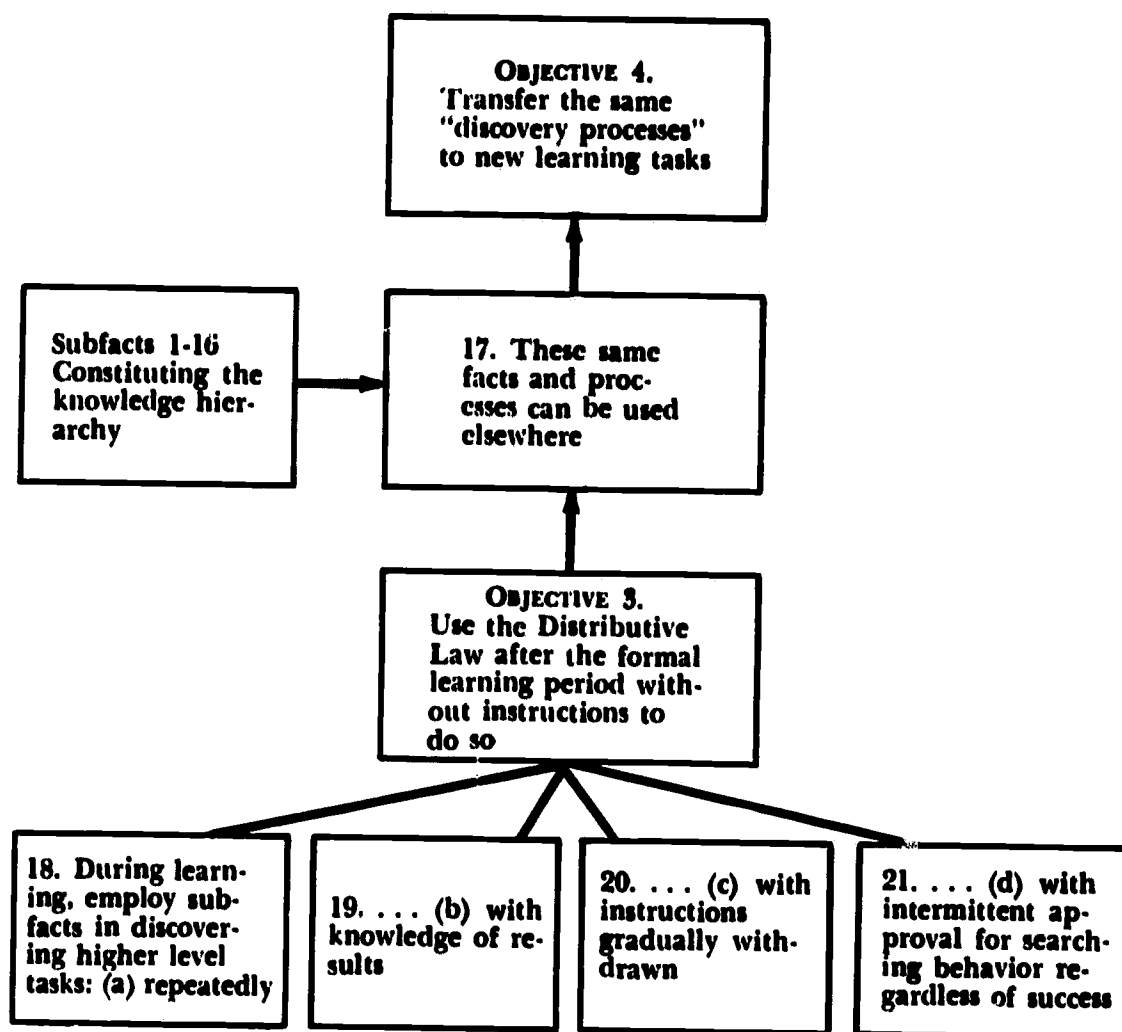 OBJECTIVE 4.
Transfer the same
"discovery processes"
to new learning tasks
Subfacts 1-16
Constituting the
knowledge hier-
archy
17. These same
facts and proc-
esses can be used
elsewhere
OBJECTIVE 3.
Use the Distributive
Law after the formal
learning period with-
out instructions to
do so
18. During learn-
ing, employ sub-
facts in discover-
ing higher level
tasks: (a) repeatedly
19. ... (b) with
knowledge of re-
sults
20. ... (c) with
instructions
gradually with-
drawn
21. ... (d) with
intermittent ap-
proval for search-
ing behavior re-
gardless of success